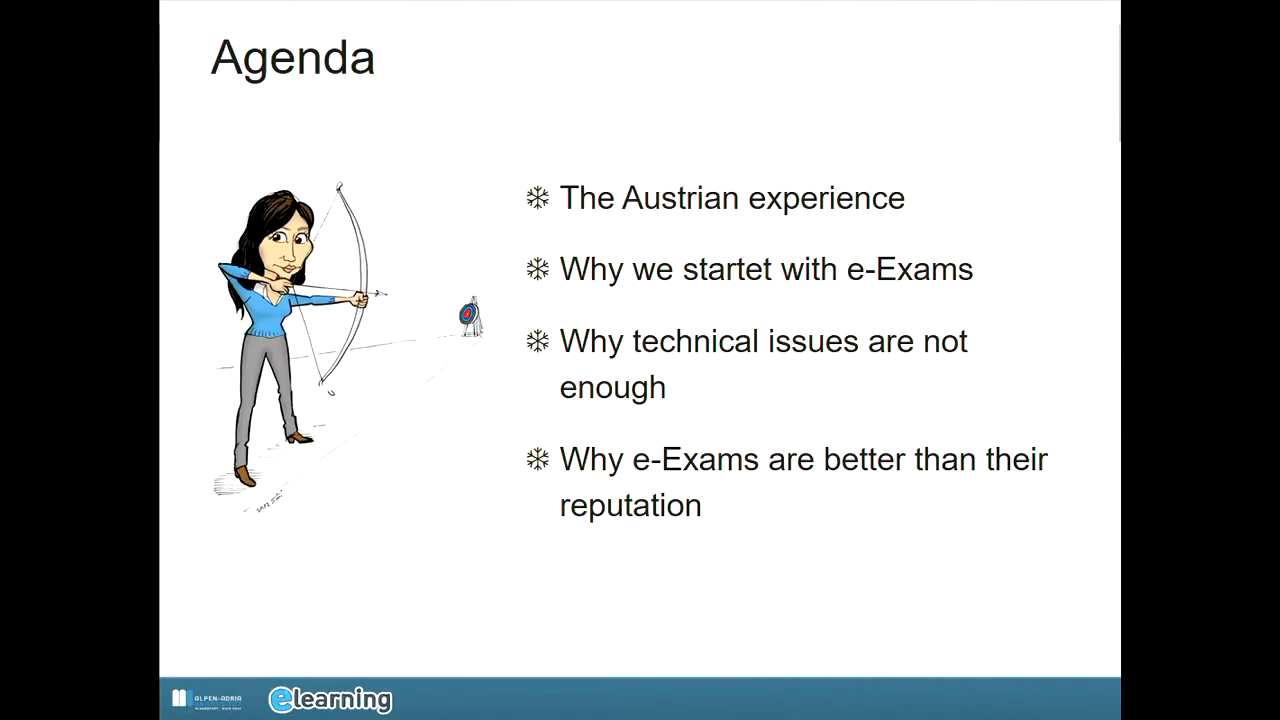 Agenda
The Austrian experience
Why we startet with e-Exams
Why technical issues are not
enough
Why e-Exams are better than their
reputation
ALPEN-ADRIA
elearning